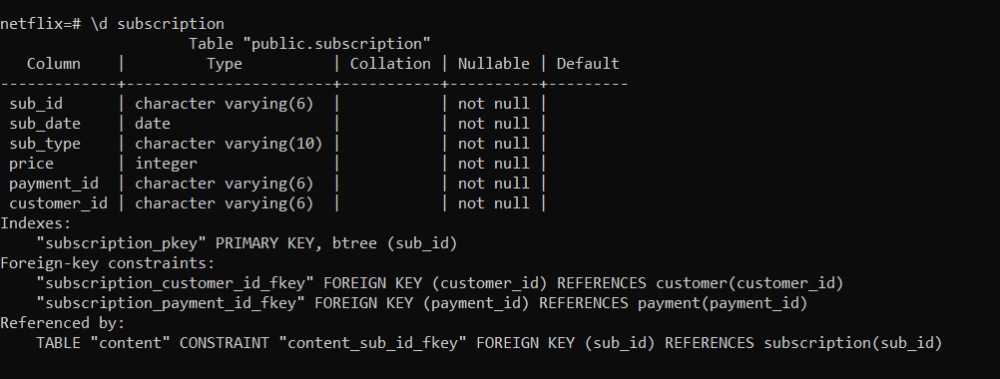 netflix=# \d subscription
                    Table "public.subscription"
   Column    |         Type          | Collation | Nullable | Default
-------------+-----------------------+-----------+----------+---------
 sub_id      | character varying(6)  |           | not null |
 sub_date    | date                  |           | not null |
 sub_type    | character varying(10) |           | not null |
 price       | integer               |           | not null |
 payment_id  | character varying(6)  |           | not null |
 customer_id | character varying(6)  |           | not null |
Indexes:
    "subscription_pkey" PRIMARY KEY, btree (sub_id)
Foreign-key constraints:
    "subscription_customer_id_fkey" FOREIGN KEY (customer_id) REFERENCES customer(customer_id)
    "subscription_payment_id_fkey" FOREIGN KEY (payment_id) REFERENCES payment(payment_id)
Referenced by:
    TABLE "content" CONSTRAINT "content_sub_id_fkey" FOREIGN KEY (sub_id) REFERENCES subscription(sub_id)